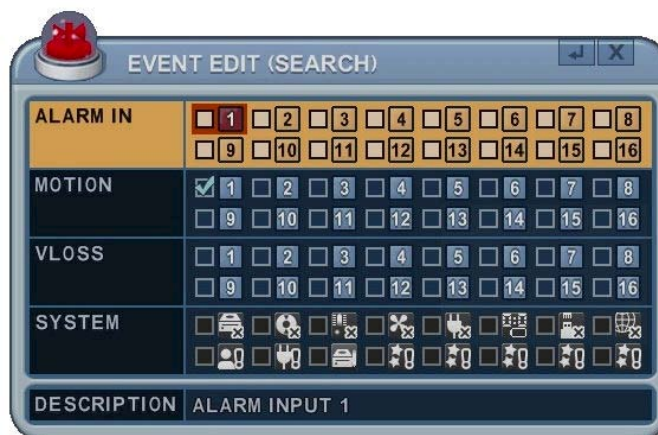 EVENT EDIT (SEARCH)
X
ALARM IN 1 2 3 4 5 6 7 8
9 10 11 12 13 14 15 16
MOTION 1 2 3 4 5 6 7 8
9 10 11 12 13 14 15 16
VLOSS 1 2 3 4 5 6 7 8
9 10 11 12 13 14 15 16
SYSTEM
DESCRIPTION ALARM INPUT 1